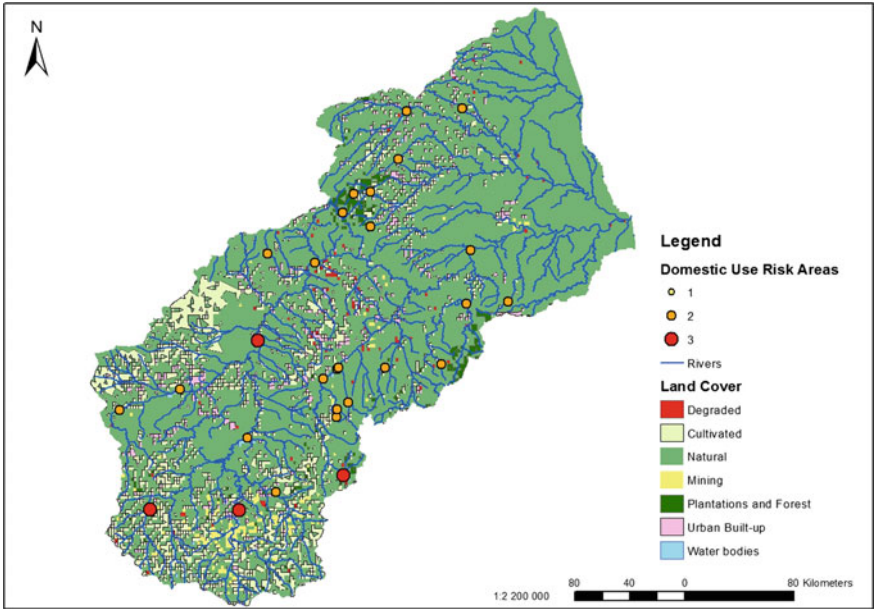 N
Legend
Domestic Use Risk Areas
1
2
3
Rivers
Land Cover
Degraded
Cultivated
Natural
Mining
Plantations and Forest
Urban Built-up
Water bodies
1:2 200 000
80 40 0 80 Kilometers